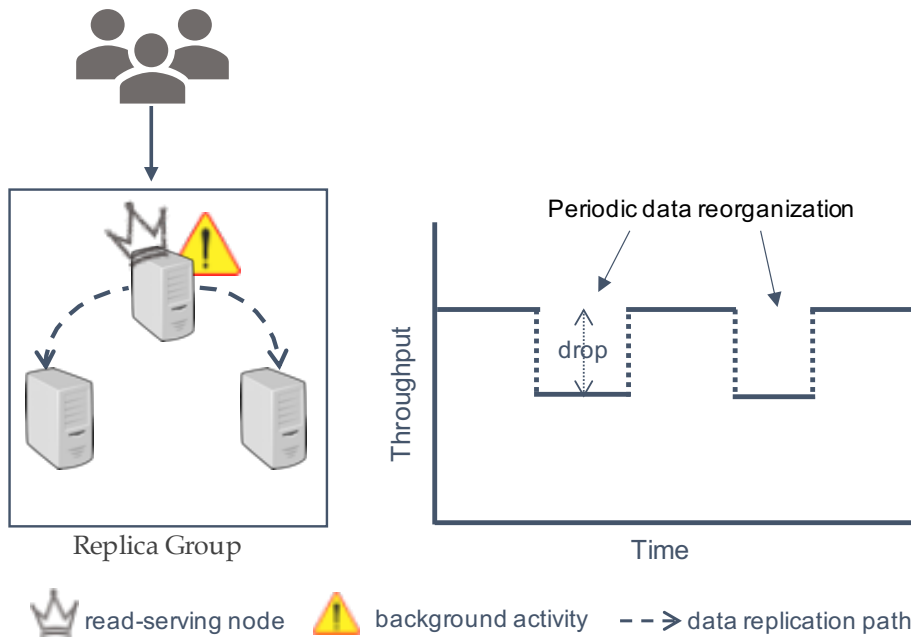 Periodic data reorganization
drop
Throughput
Time
Replica Group
read-serving node
background activity
data replication path